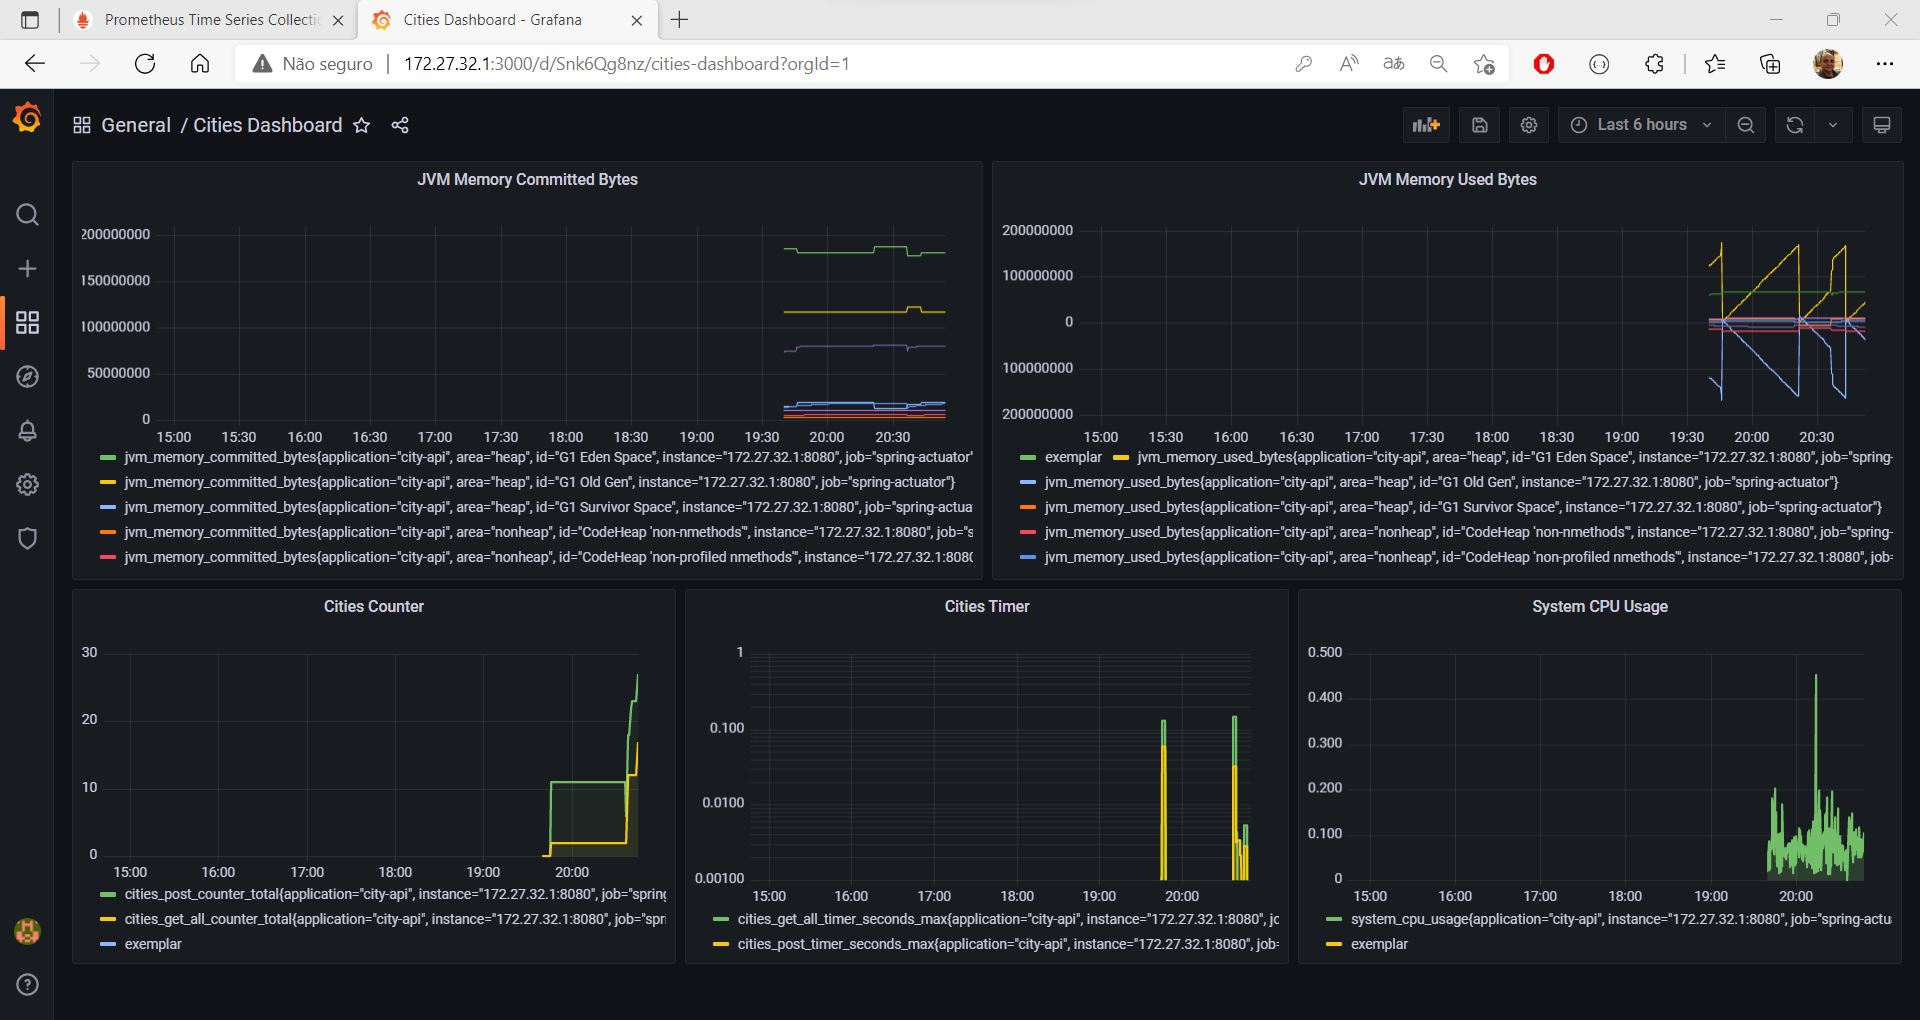 Prometheus Time Series Collectio
Cities Dashboard - Grafana
Não seguro
172.27.32.1:3000/d/Snk6Qg8nz/cities-dashboard?orgId=1
General / Cities Dashboard
Last 6 hours
JVM Memory Committed Bytes
200000000
150000000
100000000
50000000
0
15:00 15:30 16:00 16:30 17:00 17:30 18:00 18:30 19:00 19:30 20:00 20:30
jvm_memory_committed_bytes{application="city-api", area="heap", id="G1 Eden Space", instance="172.27.32.1:8080", job="spring-actuator"
jvm_memory_committed_bytes{application="city-api", area="heap", id="G1 Old Gen", instance="172.27.32.1:8080", job="spring-actuator"}
jvm_memory_committed_bytes{application="city-api", area="heap", id="G1 Survivor Space", instance="172.27.32.1:8080", job="spring-actua
jvm_memory_committed_bytes{application="city-api", area="nonheap", id="CodeHeap 'non-nmethods'", instance="172.27.32.1:8080", job="s
jvm_memory_committed_bytes{application="city-api", area="nonheap", id="CodeHeap 'non-profiled nmethods'", instance="172.27.32.1:8080
JVM Memory Used Bytes
200000000
100000000
0
100000000
200000000
15:00 15:30 16:00 16:30 17:00 17:30 18:00 18:30 19:00 19:30 20:00 20:30
exemplar jvm_memory_used_bytes{application="city-api", area="heap", id="G1 Eden Space", instance="172.27.32.1:8080", job="spring-
jvm_memory_used_bytes{application="city-api", area="heap", id="G1 Old Gen", instance="172.27.32.1:8080", job="spring-actuator"}
jvm_memory_used_bytes{application="city-api", area="heap", id="G1 Survivor Space", instance="172.27.32.1:8080", job="spring-actuator"}
jvm_memory_used_bytes{application="city-api", area="nonheap", id="CodeHeap 'non-nmethods'", instance="172.27.32.1:8080", job="spring-
jvm_memory_used_bytes{application="city-api", area="nonheap", id="CodeHeap 'non-profiled nmethods'", instance="172.27.32.1:8080", job=
Cities Counter
30
20
10
0
15:00 16:00 17:00 18:00 19:00 20:00
cities_post_counter_total{application="city-api", instance="172.27.32.1:8080", job="spring
cities_get_all_counter_total{application="city-api", instance="172.27.32.1:8080", job="spri
exemplar
Cities Timer
1
0.100
0.0100
0.00100
15:00 16:00 17:00 18:00 19:00 20:00
cities_get_all_timer_seconds_max{application="city-api", instance="172.27.32.1:8080", jo
cities_post_timer_seconds_max{application="city-api", instance="172.27.32.1:8080", job=
System CPU Usage
0.500
0.400
0.300
0.200
0.100
0
15:00 16:00 17:00 18:00 19:00 20:00
system_cpu_usage{application="city-api", instance="172.27.32.1:8080", job="spring-actua
exemplar